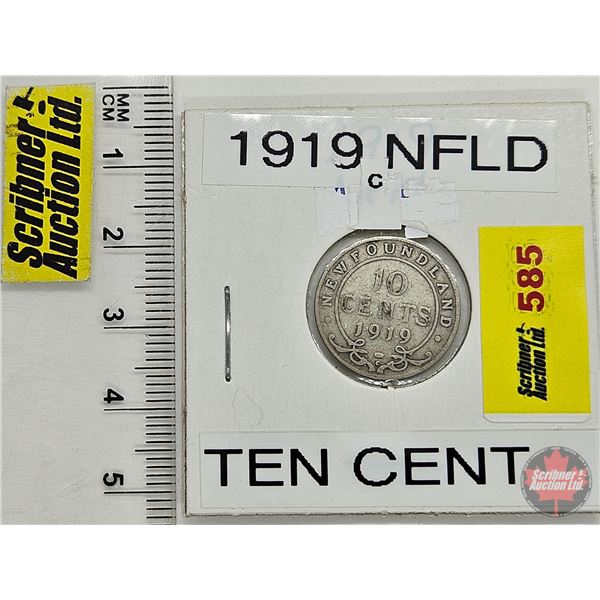 Scribner
Auction Ltd.
MM
CM
1
2
3
4
5
1919 NFLD
C
NEWFOUNDLAND
10
CENTS
1919
585
Scribner
Auction Ltd.
TEN CENT
Scribner
Auction Ltd.